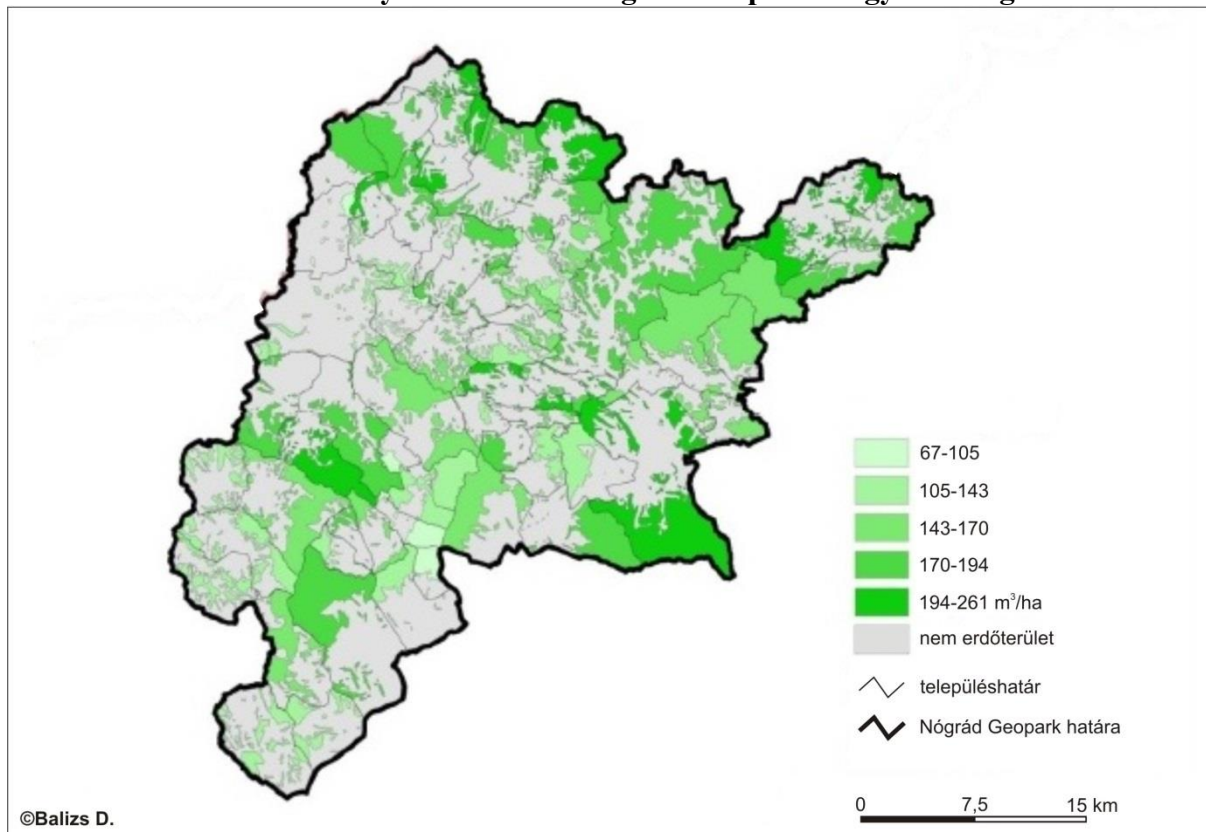 67-105
105-143
143-170
170-194
194-261 m³/ha
nem erdőterület
településhatár
Nógrád Geopark határa
0 7,5 15 km
©Balizs D.